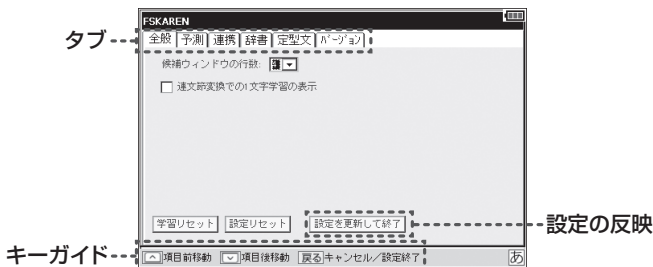 FSKAREN
タブ
全般 予測 連携 辞書 定型文 バージョン
候補ウィンドウの行数:
連文節変換での1文字学習の表示
学習リセット 設定リセット 設定を更新して終了
設定の反映
キーガイド
項目前移動 項目後移動 戻る キャンセル/設定終了 あ